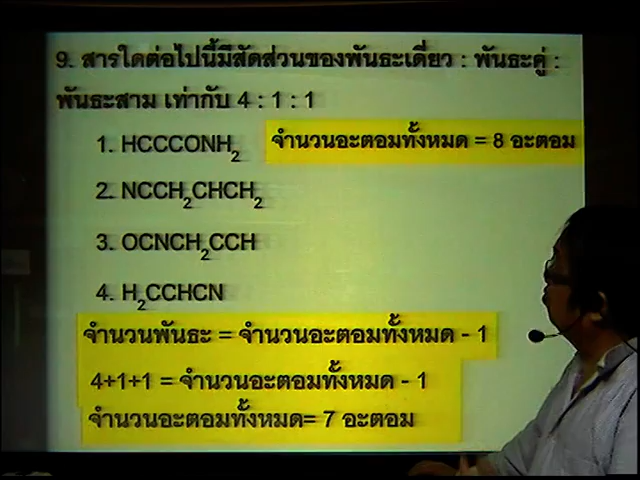 9. สารใดต่อไปนี้มีสัดส่วนของพันธะเดี่ยว : พันธะคู่ :
พันธะสาม เท่ากับ 4 : 1 : 1
1. HCCCONH₂ จำนวนอะตอมทั้งหมด = 8 อะตอม
2. NCCH₂CHCH₂
3. OCNCH₂CCH
4. H₂CCHCN
จำนวนพันธะ = จำนวนอะตอมทั้งหมด - 1
4+1+1 = จำนวนอะตอมทั้งหมด - 1
จำนวนอะตอมทั้งหมด= 7 อะตอม